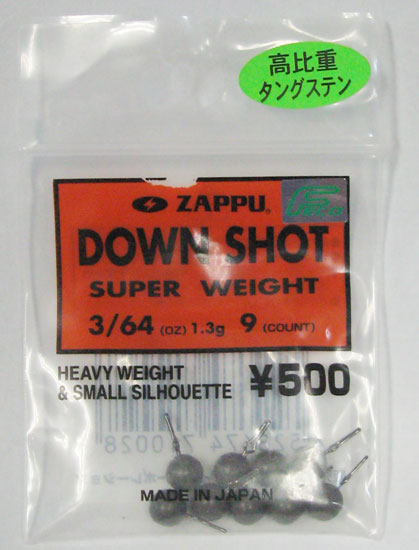 高比重
タングステン
ZAPPU®
DOWN SHOT
SUPER WEIGHT
3/64 (OZ) 1.3g 9 (COUNT)
HEAVY WEIGHT
& SMALL SILHOUETTE ¥500
MADE IN JAPAN